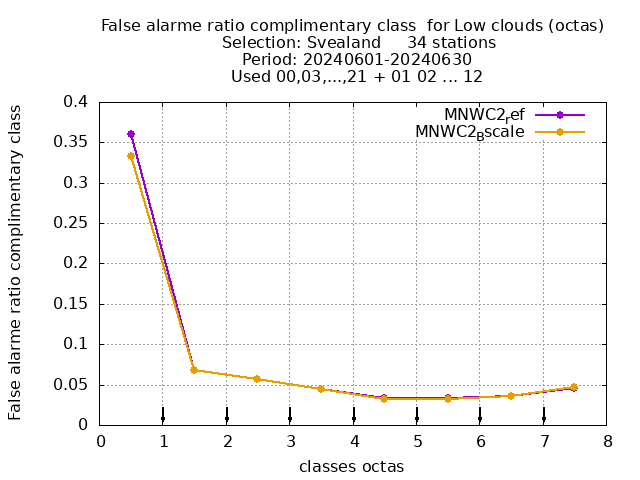 False alarme ratio complimentary class  for Low clouds (octas)
Selection: Svealand     34 stations
Period: 20240601-20240630
Used 00,03,...,21 + 01 02 ... 12
MNWC2ref
MNWC2Bscale
False alarme ratio complimentary class
0.4
0.35
0.3
0.25
0.2
0.15
0.1
0.05
0
0 1 2 3 4 5 6 7 8
classes octas